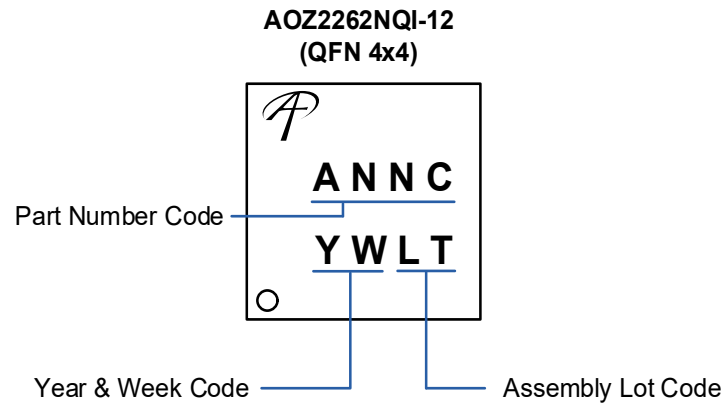 AOZ2262NQI-12
(QFN 4x4)
ANNC
Part Number Code
YWLT
Year & Week Code
Assembly Lot Code